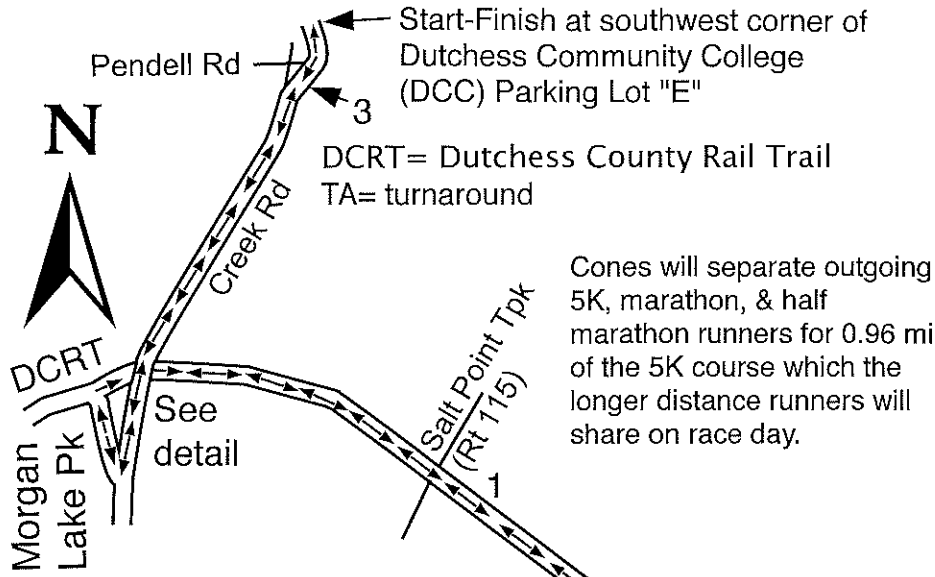 Start-Finish at southwest corner of
Dutchess Community College
(DCC) Parking Lot "E"
Pendell Rd
3
N
DCRT= Dutchess County Rail Trail
TA= turnaround
Creek Rd
Cones will separate outgoing
5K, marathon, & half
marathon runners for 0.96 mi
of the 5K course which the
longer distance runners will
share on race day.
Salt Point Tpk
(Rt 115)
DCRT
See
detail
Morgan
Lake Pk
1